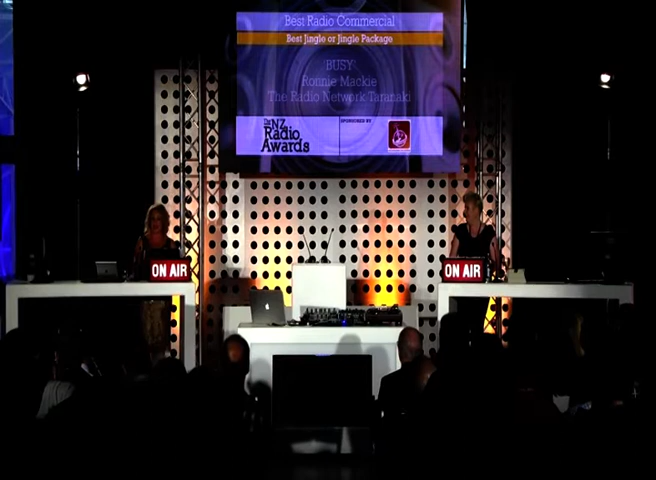 Best Radio Commercial
Best Jingle or Jingle Package
'BUSY'
Ronnie Mackie
The Radio Network Taranaki
The NZ
Radio
Awards
SPONSORED BY
ON AIR
ON AIR